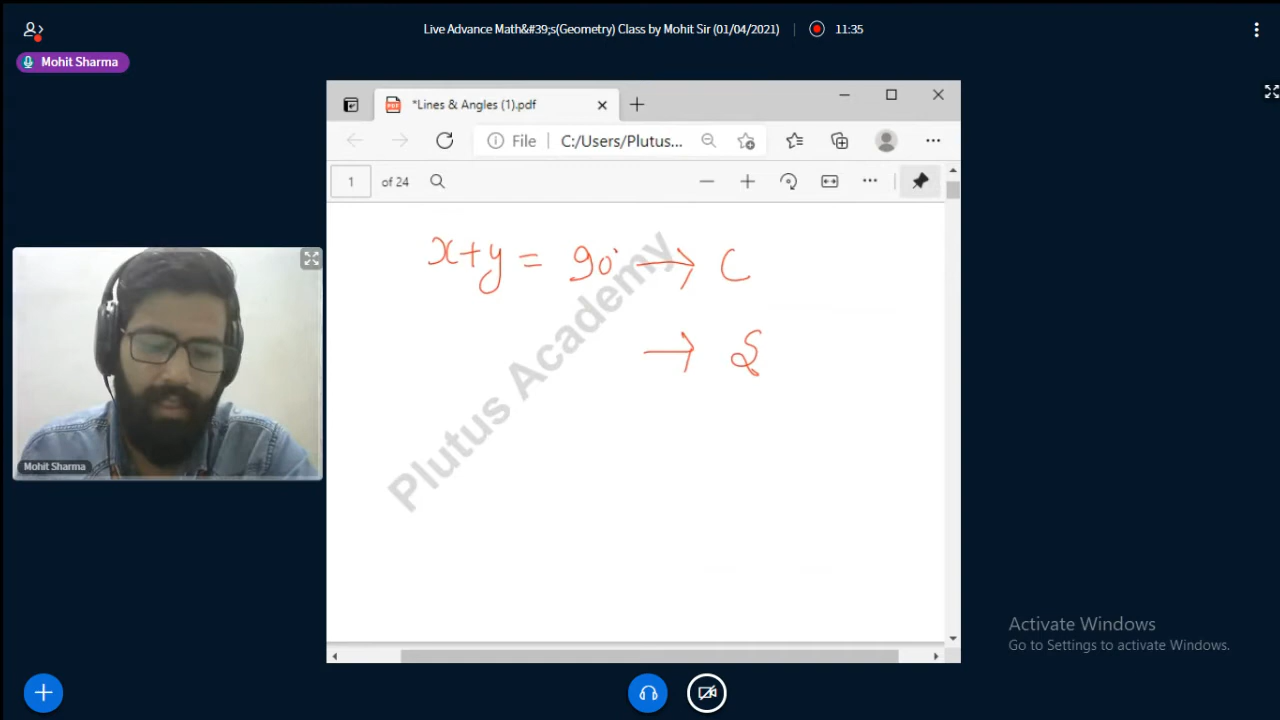 Live Advance Math&#39;s(Geometry) Class by Mohit Sir (01/04/2021)
11:35
Mohit Sharma
*Lines & Angles (1).pdf
File
C:/Users/Plutus...
1
of 24
x+y = 90° → C
→ S
Plutus Academy
Mohit Sharma
Activate Windows
Go to Settings to activate Windows.